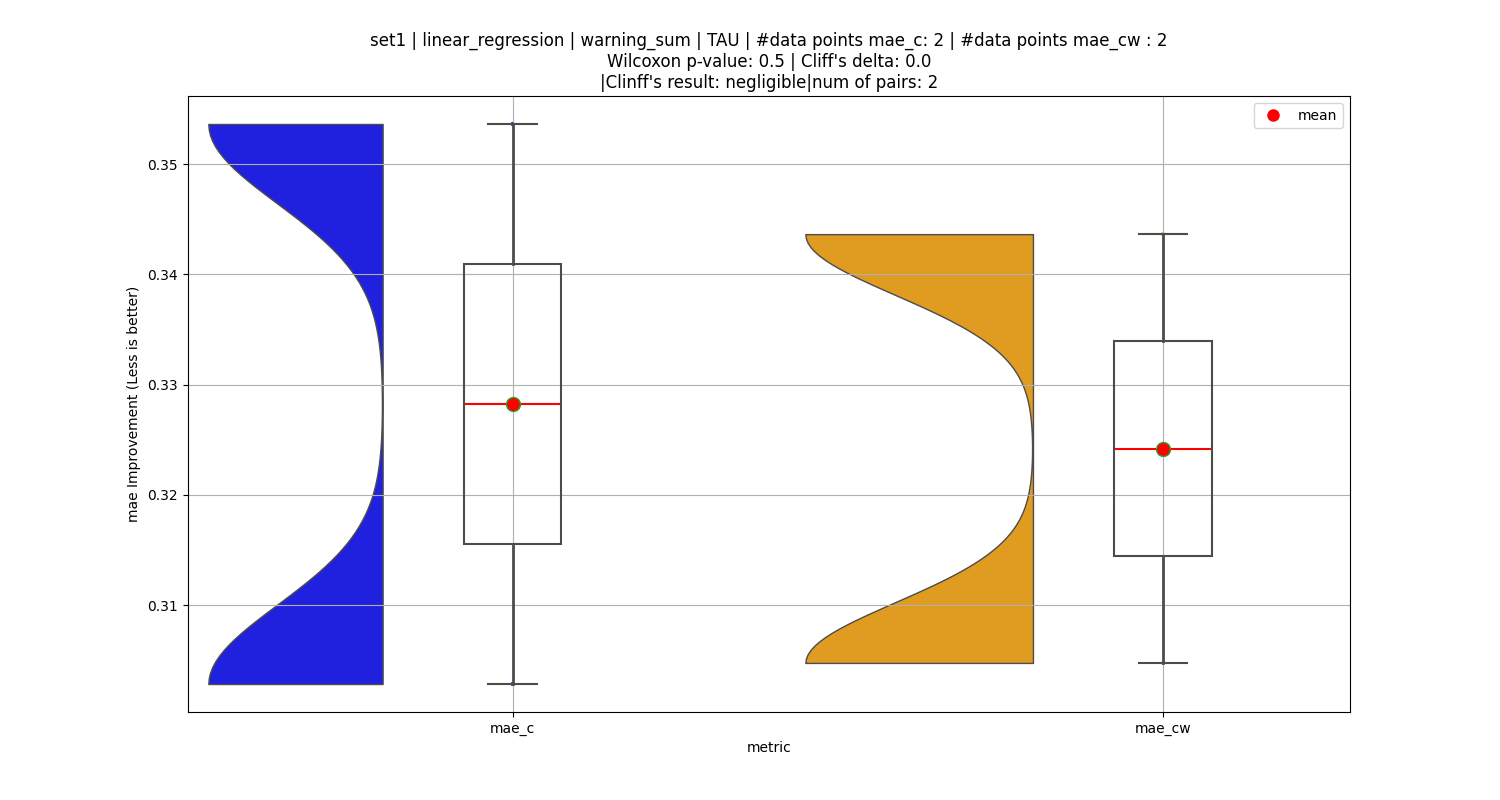 set1 | linear_regression | warning_sum | TAU | #data points mae_c: 2 | #data points mae_cw : 2
Wilcoxon p-value: 0.5 | Cliff's delta: 0.0
|Clinff's result: negligible|num of pairs: 2
mean
0.35
0.34
0.33
0.32
0.31
mae Improvement (Less is better)
mae_c
mae_cw
metric